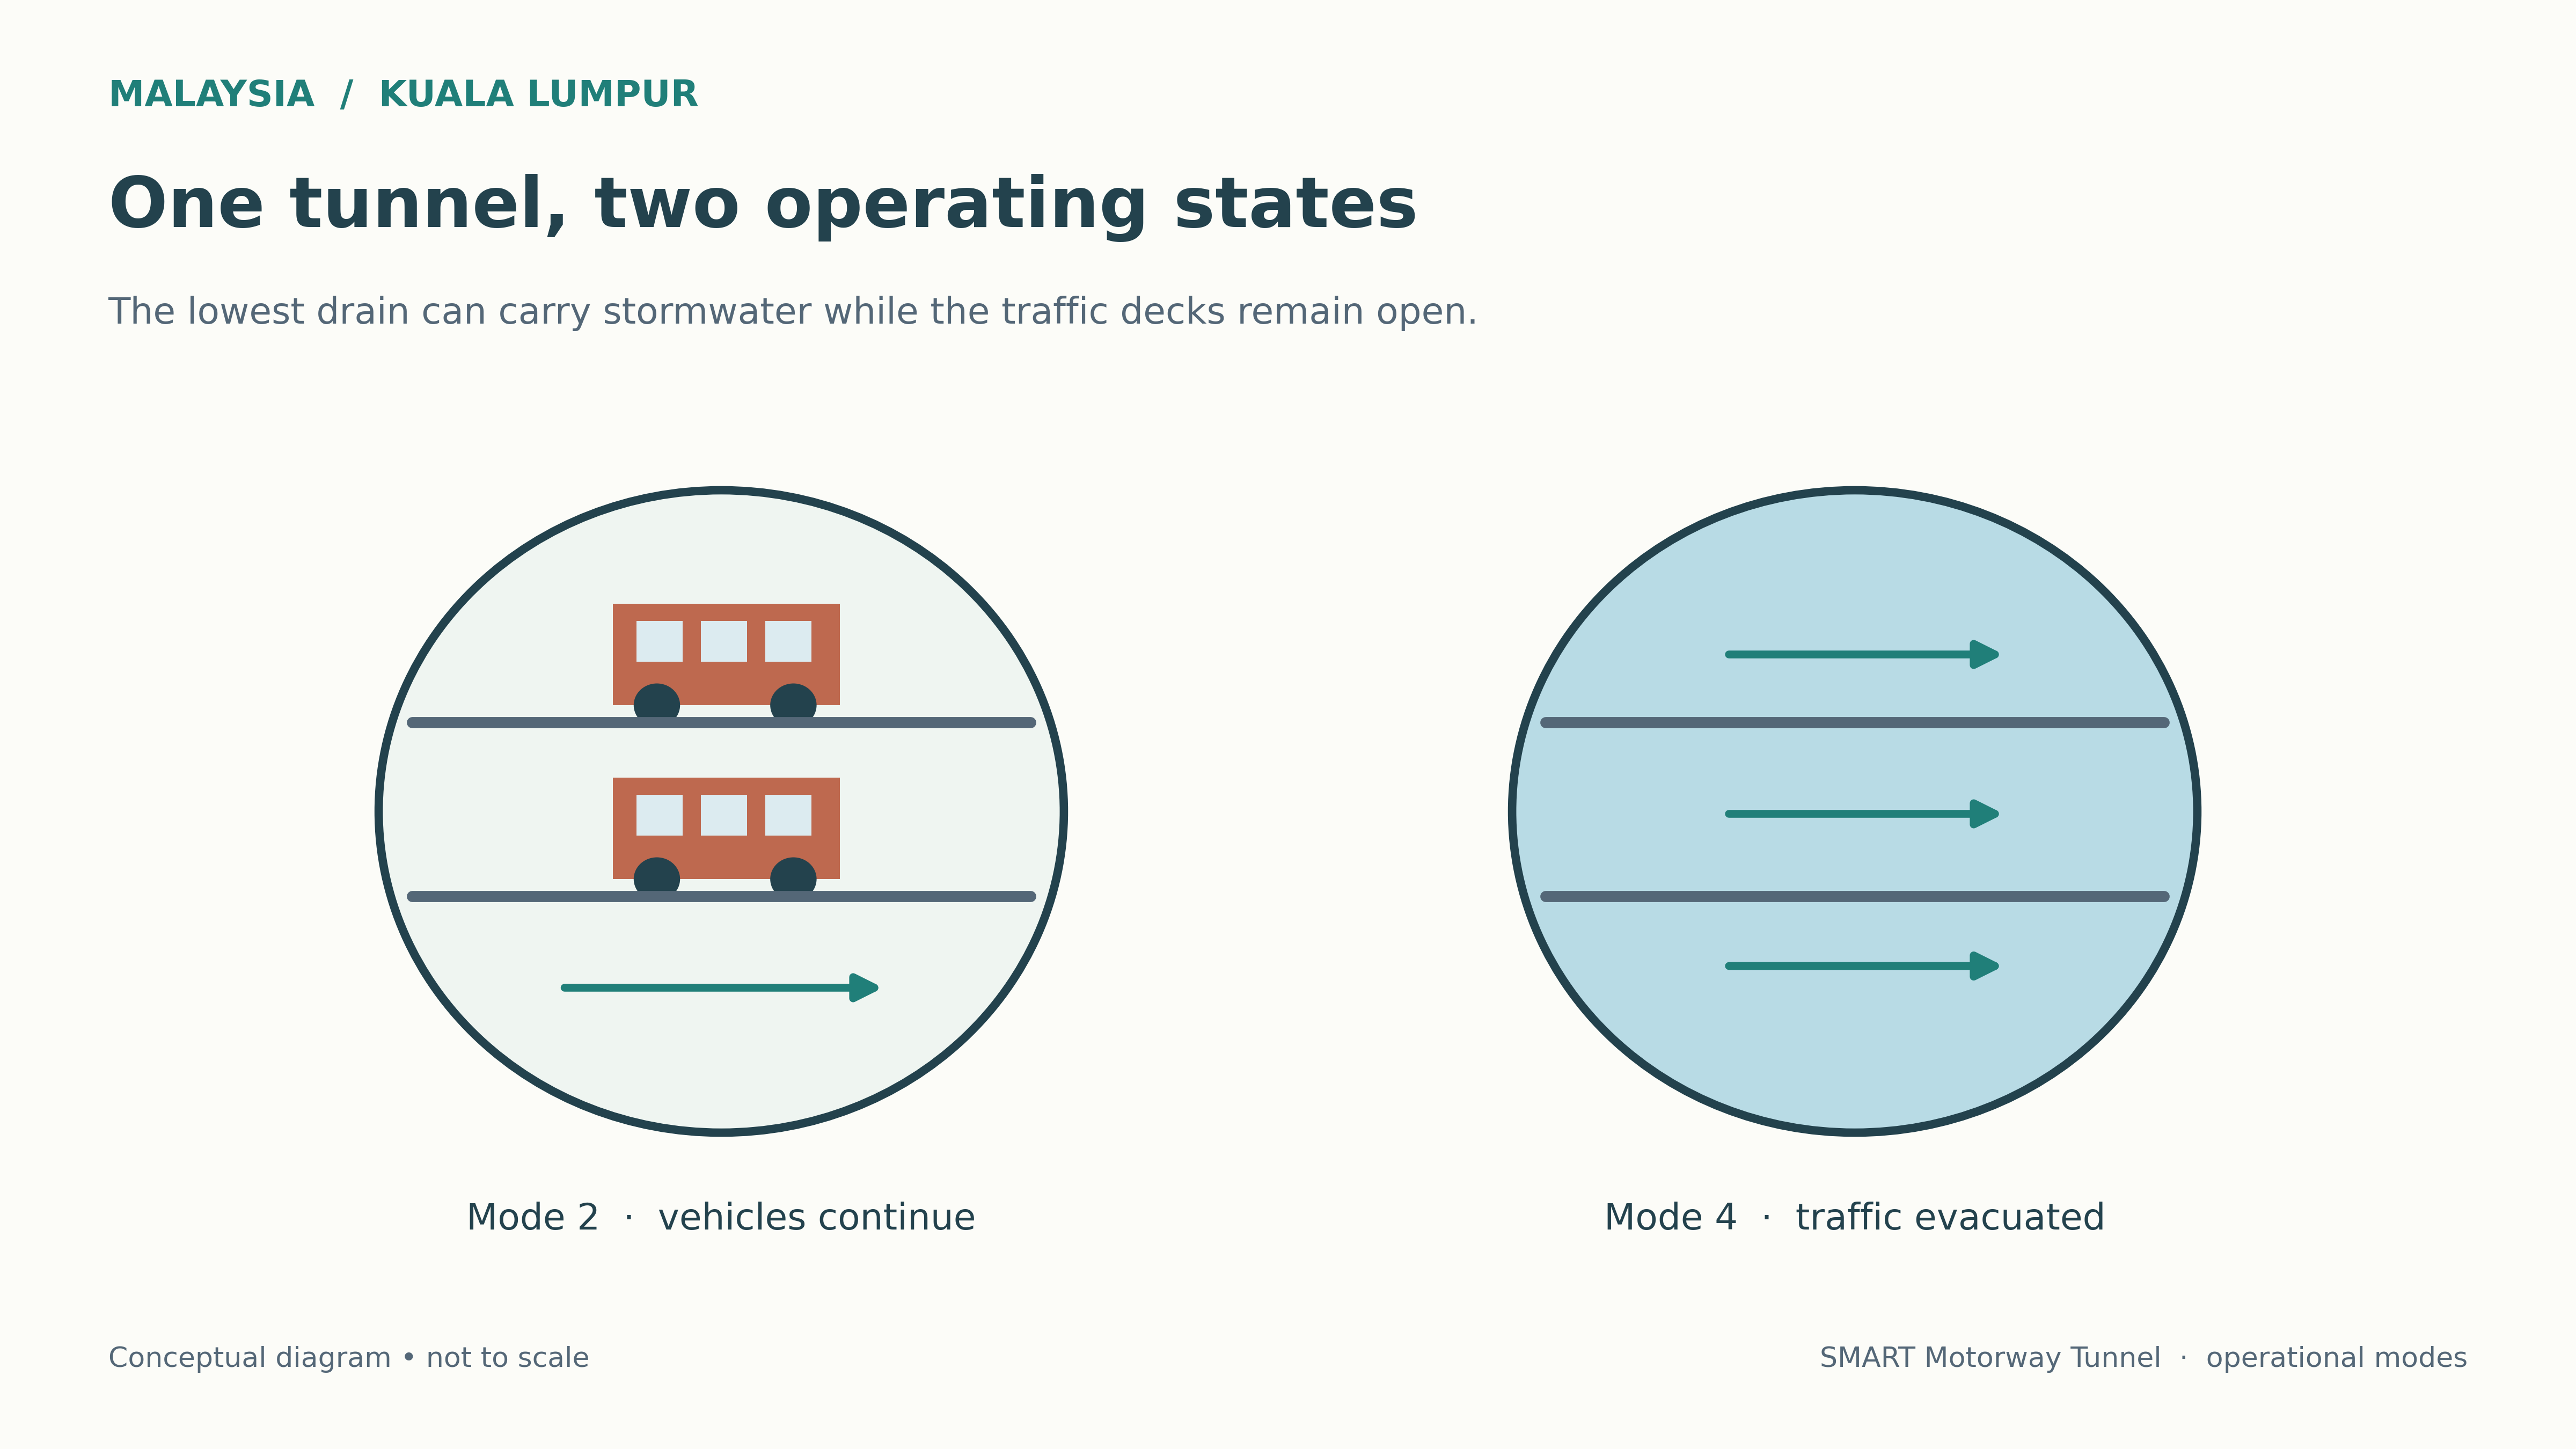 MALAYSIA / KUALA LUMPUR
One tunnel, two operating states
The lowest drain can carry stormwater while the traffic decks remain open.
Mode 2 · vehicles continue
Mode 4 · traffic evacuated
Conceptual diagram • not to scale
SMART Motorway Tunnel · operational modes